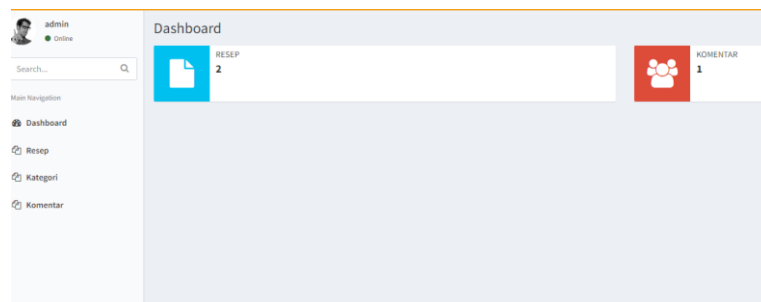 admin
Online
Search...
Main Navigation
Dashboard
Resep
Kategori
Komentar
Dashboard
RESEP
2
KOMENTAR
1